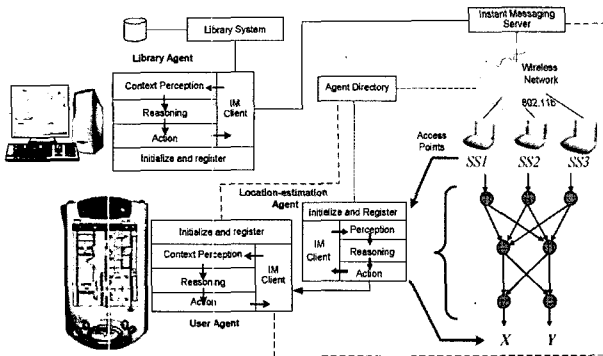 Library System
Instant Messaging
Server
Library Agent
Context Perception
Reasoning
Action
IM
Client
Initialize and register
Agent Directory
Wireless
Network
802.11b
Access
Points
SS1 SS2 SS3
Location-estimation
Agent
Initialize and register
Context Perception
Reasoning
Action
IM
Client
User Agent
Initialize and Register
IM
Client
Perception
Reasoning
Action
X Y